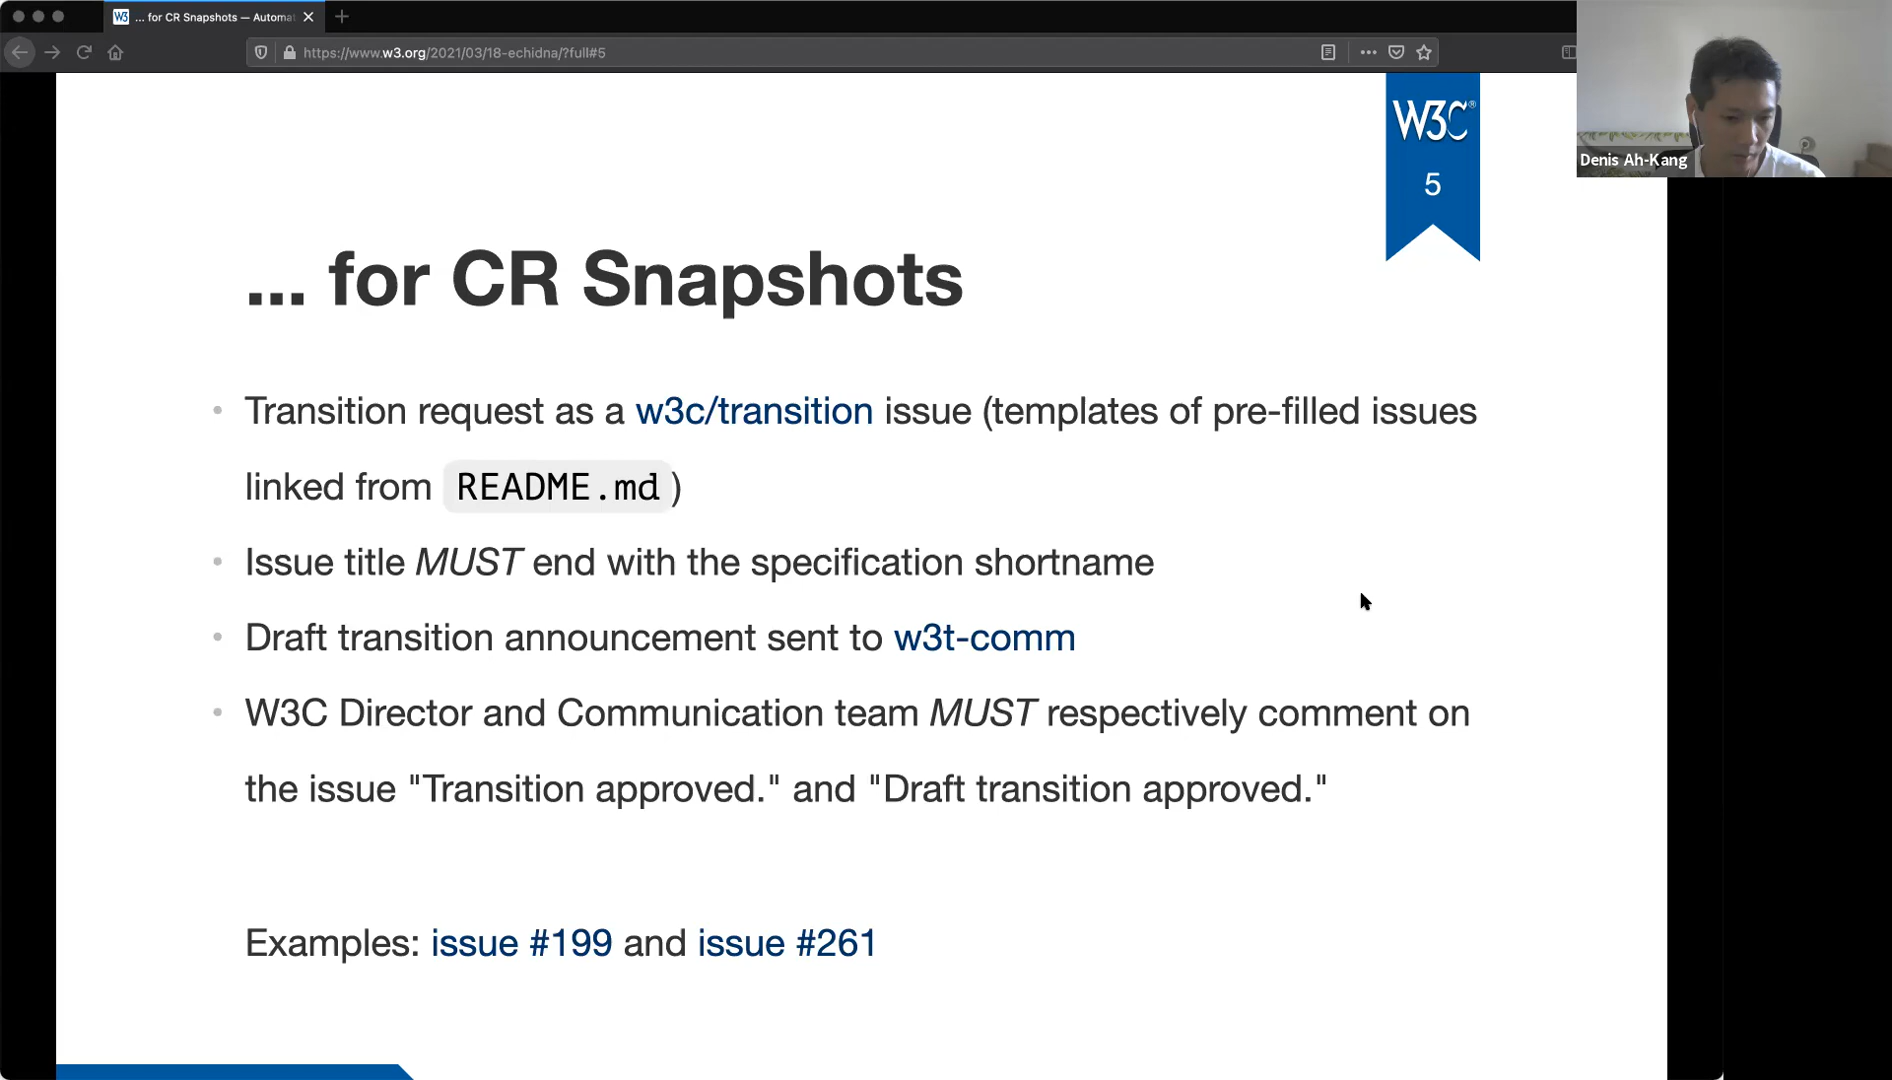 ... for CR Snapshots — Automat
https://www.w3.org/2021/03/18-echidna/?full#5
W3C®
5
Denis Ah-Kang
... for CR Snapshots
• Transition request as a w3c/transition issue (templates of pre-filled issues
linked from README.md)
• Issue title MUST end with the specification shortname
• Draft transition announcement sent to w3t-comm
• W3C Director and Communication team MUST respectively comment on
the issue "Transition approved." and "Draft transition approved."
Examples: issue #199 and issue #261